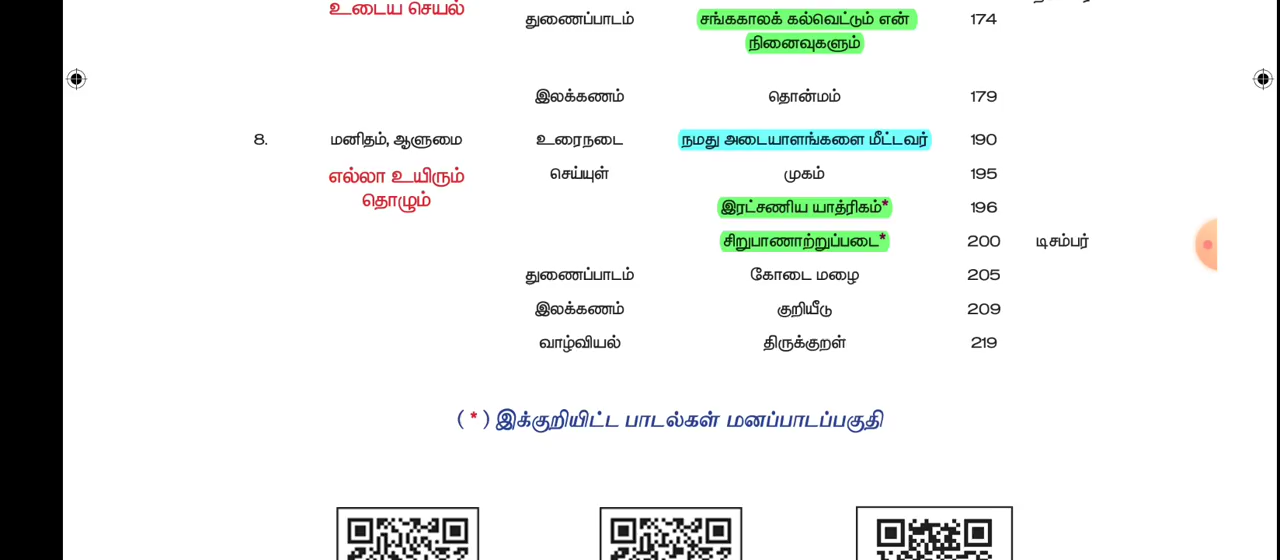 உடைய செயல்
துணைப்பாடம் சங்ககாலக் கல்வெட்டும் என் 174
நினைவுகளும்
இலக்கணம் தொன்மம் 179
8. மனிதம், ஆளுமை உரைநடை நமது அடையாளங்களை மீட்டவர் 190
எல்லா உயிரும் செய்யுள் முகம் 195
தொழும் இரட்சணிய யாத்ரிகம்* 196
சிறுபாணாற்றுப்படை* 200 டிசம்பர்
துணைப்பாடம் கோடை மழை 205
இலக்கணம் குறியீடு 209
வாழ்வியல் திருக்குறள் 219
( * ) இக்குறியிட்ட பாடல்கள் மனப்பாடப்பகுதி